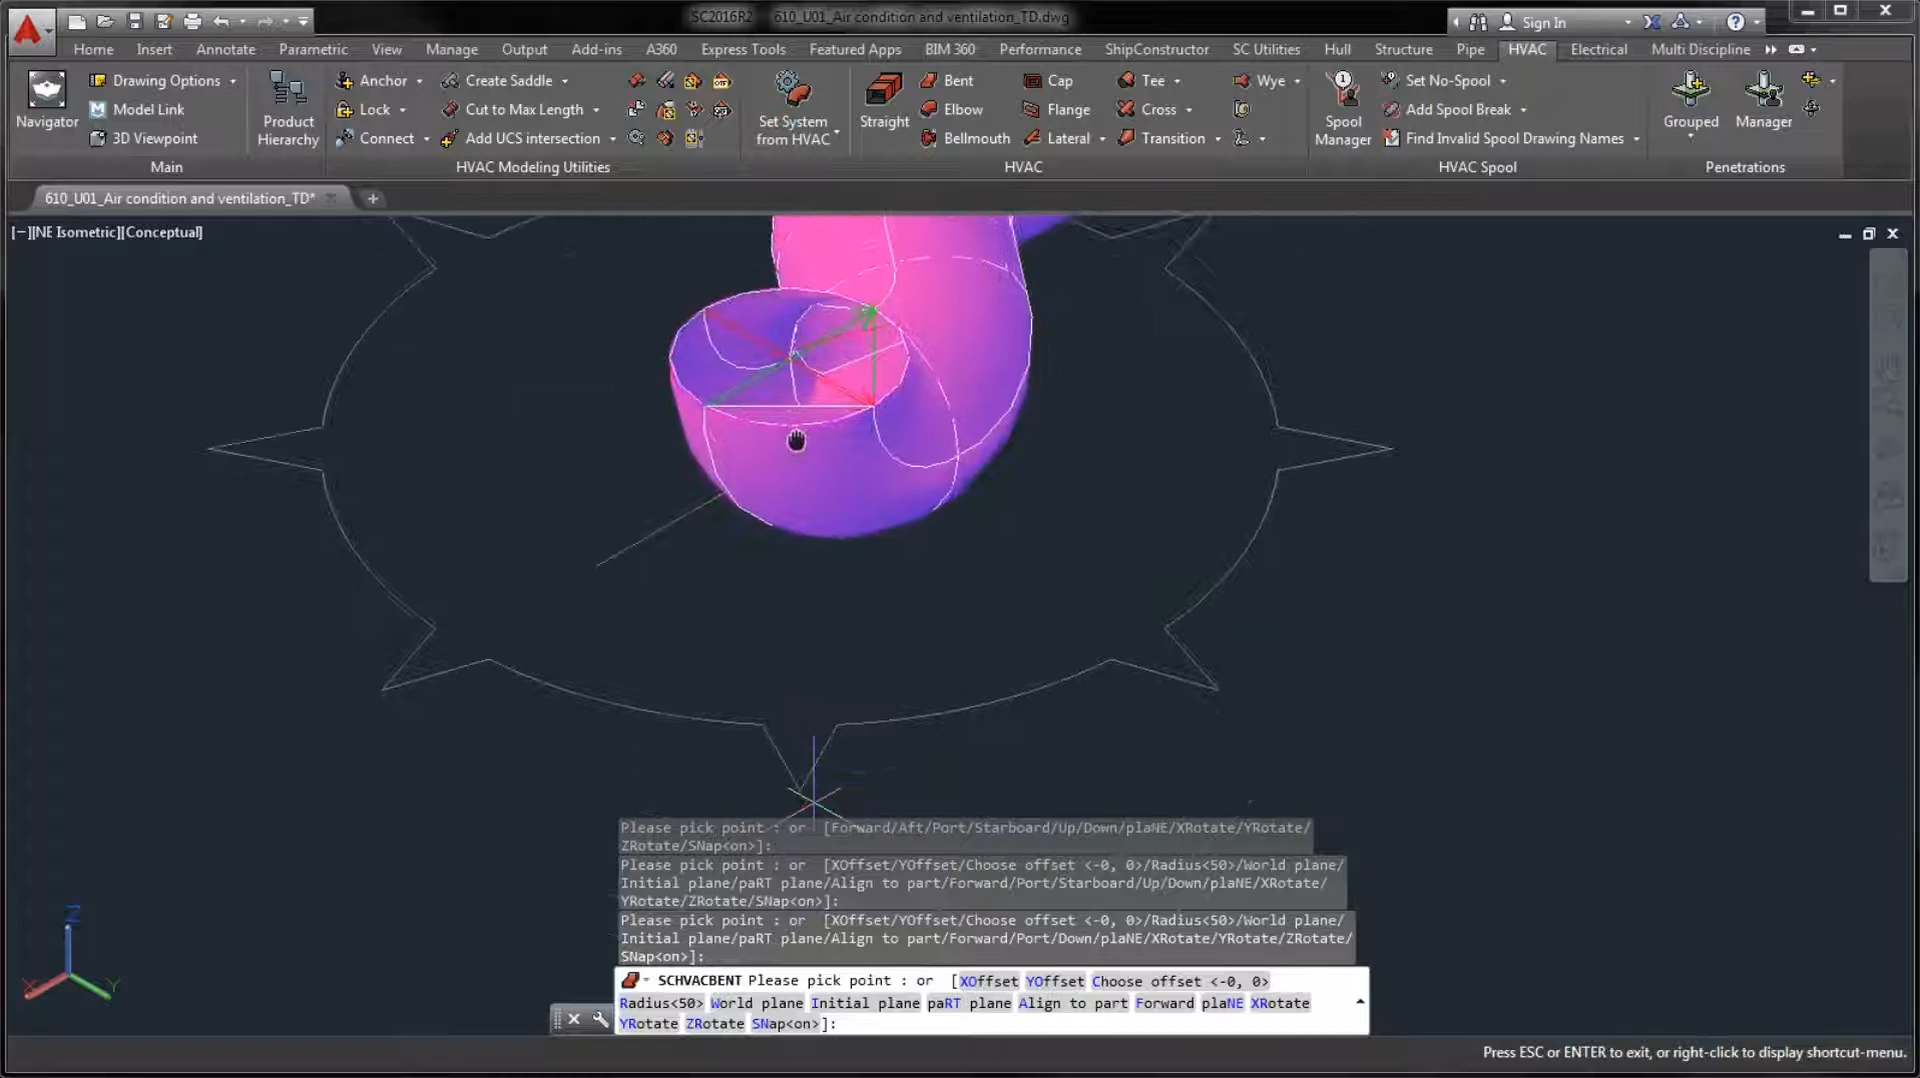 SC2016R2 610_U01_Air condition and ventilation_TD.dwg
Sign In
Home Insert Annotate Parametric View Manage Output Add-ins A360 Express Tools Featured Apps BIM 360 Performance ShipConstructor SC Utilities Hull Structure Pipe HVAC Electrical Multi Discipline
Navigator
Drawing Options
Model Link
3D Viewpoint
Product
Hierarchy
Main
Anchor
Lock
Connect
Create Saddle
Cut to Max Length
Add UCS intersection
HVAC Modeling Utilities
Set System
from HVAC
Straight
Bent
Elbow
Bellmouth
Cap
Flange
Lateral
Tee
Cross
Transition
Wye
HVAC
Spool
Manager
Set No-Spool
Add Spool Break
Find Invalid Spool Drawing Names
HVAC Spool
Grouped
Manager
Penetrations
610_U01_Air condition and ventilation_TD*
[−][NE Isometric][Conceptual]
Please pick point : or [Forward/Aft/Port/Starboard/Up/Down/plaNE/XRotate/YRotate/
ZRotate/SNap<on>]:
Please pick point : or [XOffset/YOffset/Choose offset <-0, 0>/Radius<50>/World plane/
Initial plane/paRT plane/Align to part/Forward/Port/Starboard/Up/Down/plaNE/XRotate/
YRotate/ZRotate/SNap<on>]:
Please pick point : or [XOffset/YOffset/Choose offset <-0, 0>/Radius<50>/World plane/
Initial plane/paRT plane/Align to part/Forward/Port/Down/plaNE/XRotate/YRotate/ZRotate/
SNap<on>]:
SCHVACBENT Please pick point : or [XOffset YOffset Choose offset <-0, 0>
Radius<50> World plane Initial plane paRT plane Align to part Forward plaNE XRotate
YRotate ZRotate SNap<on>]:
Z
X
Y
Press ESC or ENTER to exit, or right-click to display shortcut-menu.